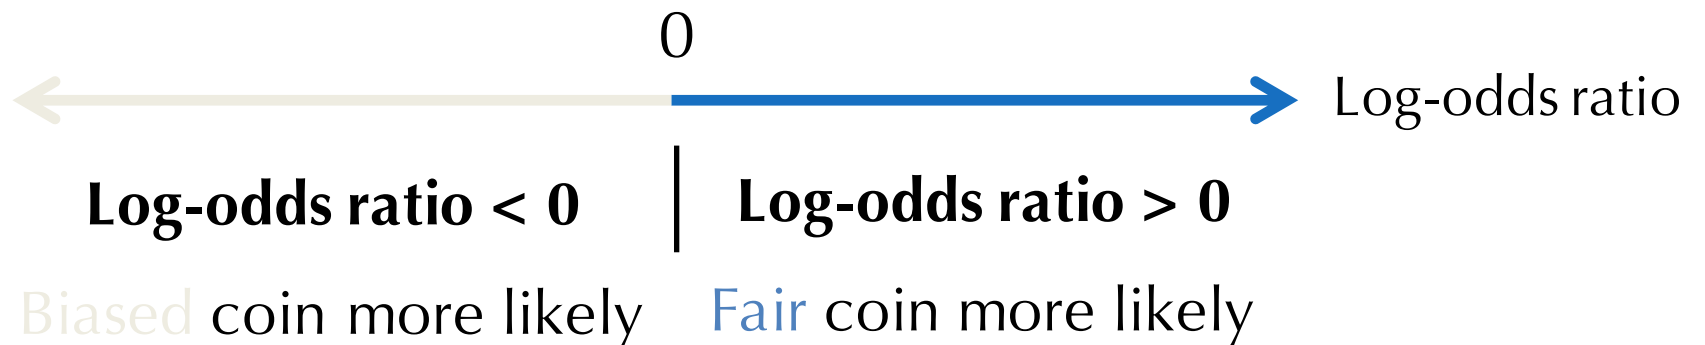 0
Log-odds ratio
Log-odds ratio < 0
Log-odds ratio > 0
Biased coin more likely
Fair coin more likely